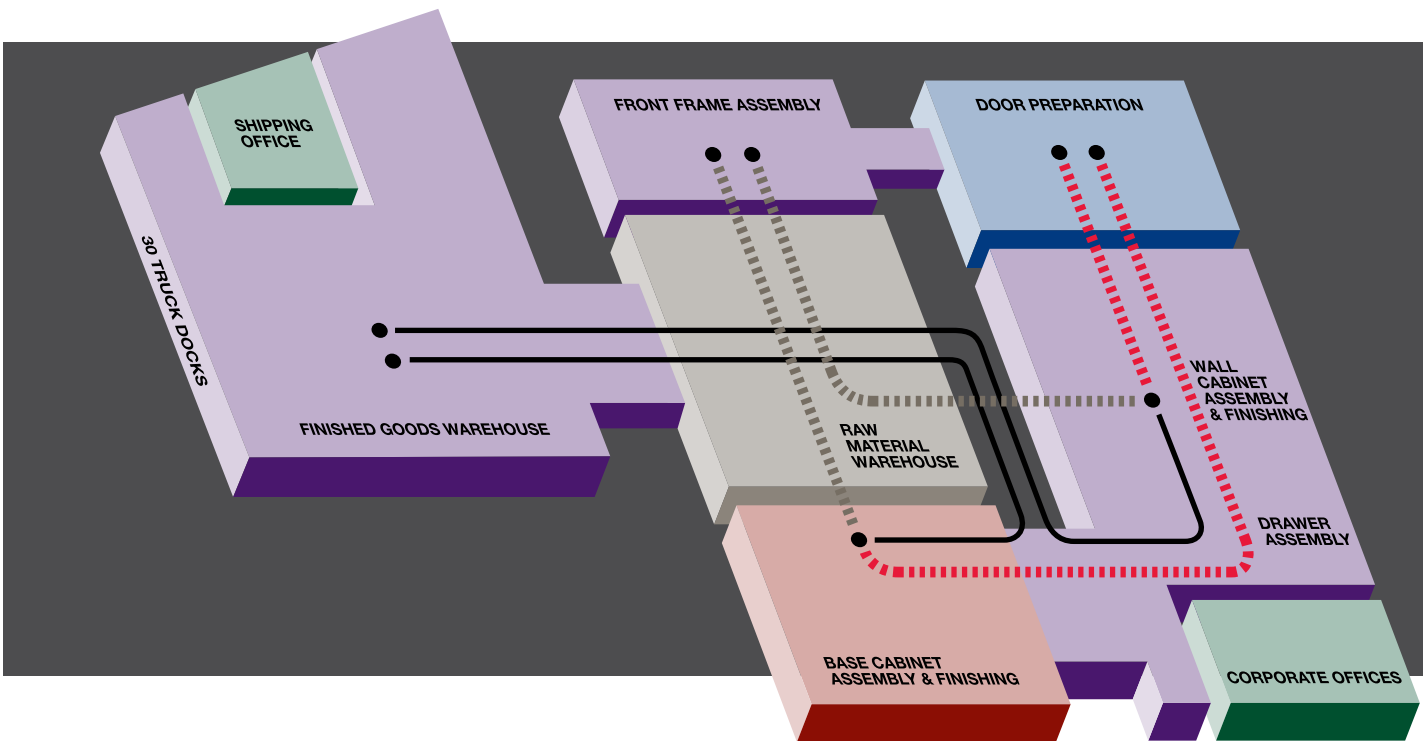 SHIPPING
OFFICE
30 TRUCK DOCKS
FINISHED GOODS WAREHOUSE
FRONT FRAME ASSEMBLY
DOOR PREPARATION
RAW
MATERIAL
WAREHOUSE
WALL
CABINET
ASSEMBLY
& FINISHING
DRAWER
ASSEMBLY
BASE CABINET
ASSEMBLY & FINISHING
CORPORATE OFFICES